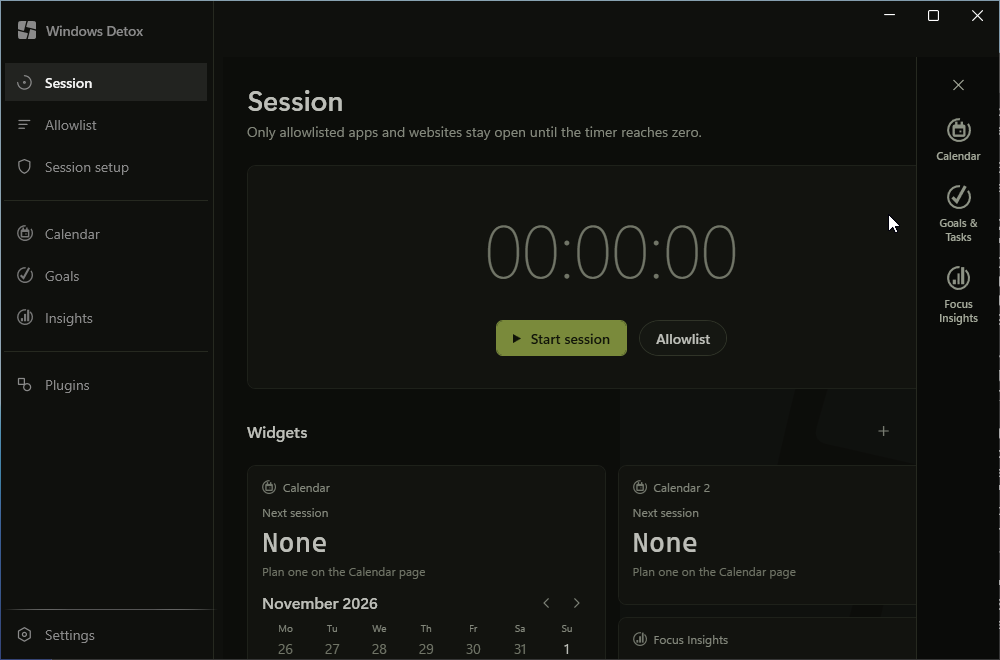 Windows Detox
Session
Allowlist
Session setup
Calendar
Goals
Insights
Plugins
Settings
Session
Only allowlisted apps and websites stay open until the timer reaches zero.
00:00:00
Start session
Allowlist
Widgets
Calendar
Next session
None
Plan one on the Calendar page
November 2026
Mo Tu We Th Fr Sa Su
26 27 28 29 30 31 1
Calendar 2
Next session
None
Plan one on the Calendar page
Focus Insights
Calendar
Goals &
Tasks
Focus
Insights